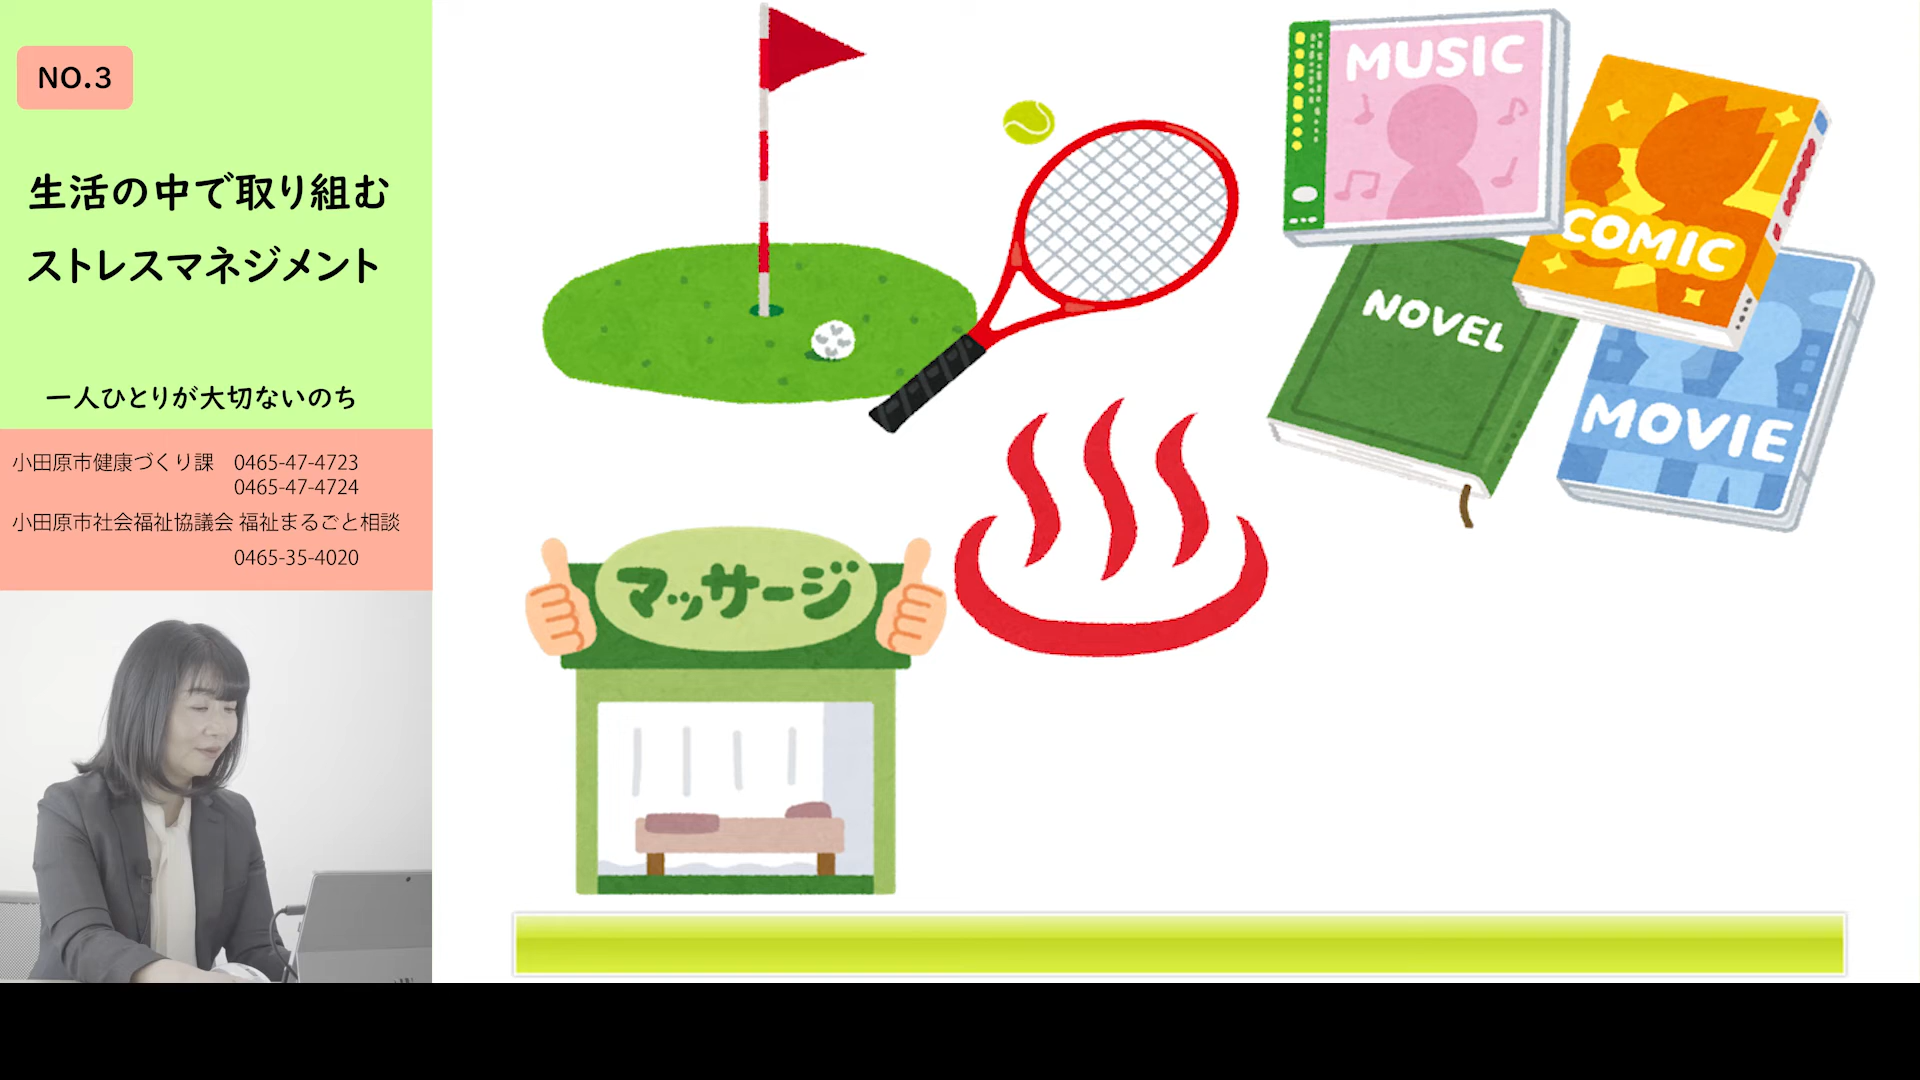 NO.3
生活の中で取り組む
ストレスマネジメント
一人ひとりが大切ないのち
小田原市健康づくり課 0465-47-4723
0465-47-4724
小田原市社会福祉協議会 福祉まるごと相談
0465-35-4020
MUSIC
COMIC
NOVEL
MOVIE
マッサージ